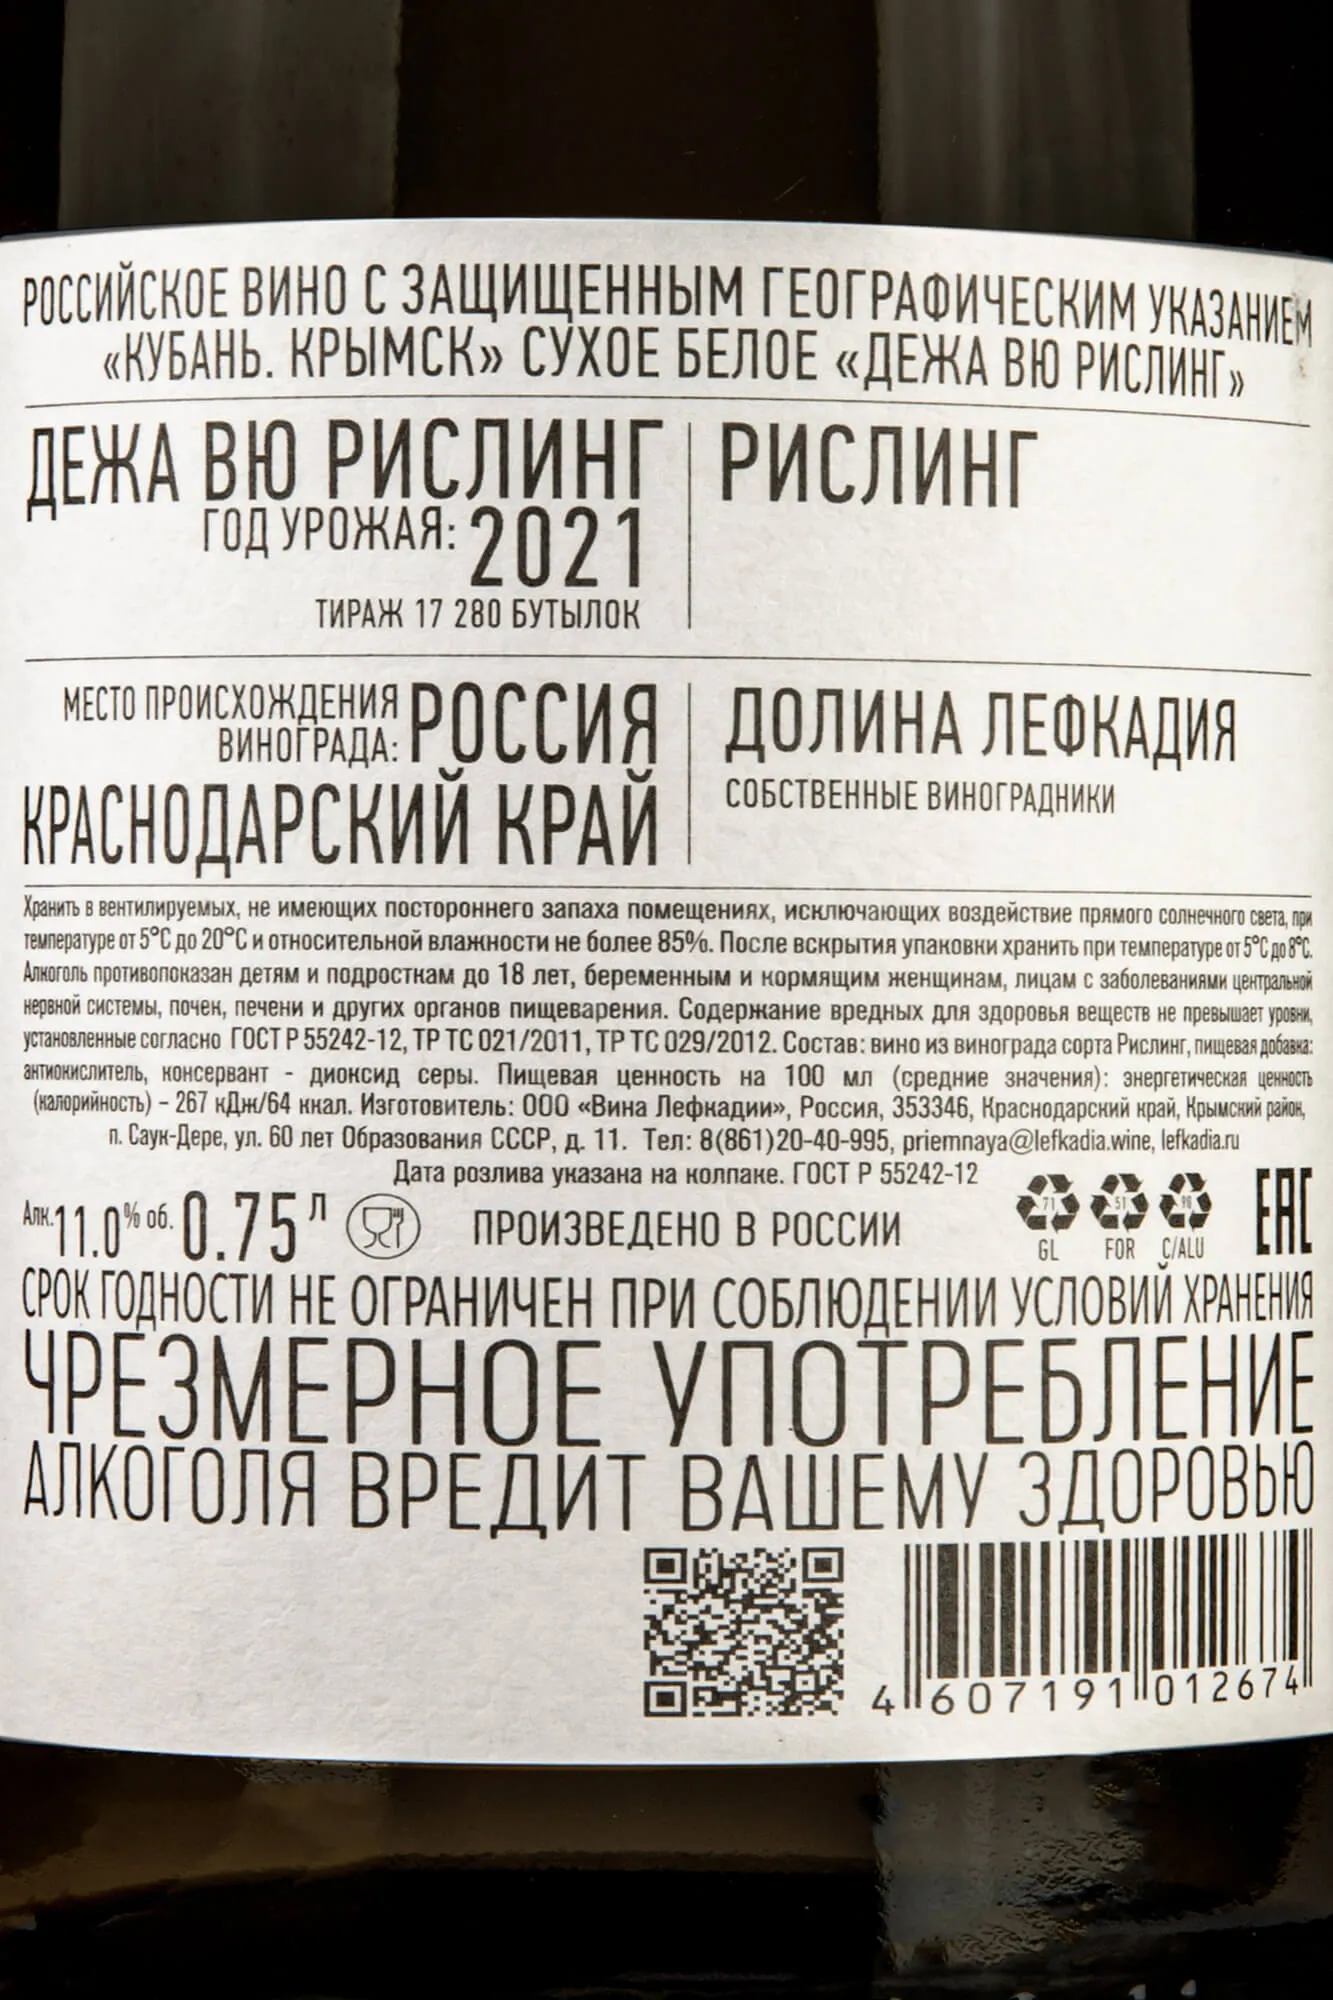 РОССИЙСКОЕ ВИНО С ЗАЩИЩЕННЫМ ГЕОГРАФИЧЕСКИМ УКАЗАНИЕМ
«КУБАНЬ. КРЫМСК» СУХОЕ БЕЛОЕ «ДЕЖА ВЮ РИСЛИНГ»
ДЕЖА ВЮ РИСЛИНГ
ГОД УРОЖАЯ: 2021
ТИРАЖ 17 280 БУТЫЛОК
РИСЛИНГ
МЕСТО ПРОИСХОЖДЕНИЯ
ВИНОГРАДА: РОССИЯ
КРАСНОДАРСКИЙ КРАЙ
ДОЛИНА ЛЕФКАДИЯ
СОБСТВЕННЫЕ ВИНОГРАДНИКИ
Хранить в вентилируемых, не имеющих постороннего запаха помещениях, исключающих воздействие прямого солнечного света, при
температуре от 5°С до 20°С и относительной влажности не более 85%. После вскрытия упаковки хранить при температуре от 5°С до 8°С.
Алкоголь противопоказан детям и подросткам до 18 лет, беременным и кормящим женщинам, лицам с заболеваниями центральной
нервной системы, почек, печени и других органов пищеварения. Содержание вредных для здоровья веществ не превышает уровни,
установленные согласно ГОСТ Р 55242-12, ТР ТС 021/2011, ТР ТС 029/2012. Состав: вино из винограда сорта Рислинг, пищевая добавка:
антиокислитель, консервант - диоксид серы. Пищевая ценность на 100 мл (средние значения): энергетическая ценность
(калорийность) – 267 кДж/64 ккал. Изготовитель: ООО «Вина Лефкадии», Россия, 353346, Краснодарский край, Крымский район,
п. Саук-Дере, ул. 60 лет Образования СССР, д. 11. Тел: 8(861)20-40-995, priemnaya@lefkadia.wine, lefkadia.ru
Дата розлива указана на колпаке. ГОСТ Р 55242-12
Алк. 11.0% об. 0.75 л ПРОИЗВЕДЕНО В РОССИИ
71 51 90
GL FOR C/ALU
EAC
СРОК ГОДНОСТИ НЕ ОГРАНИЧЕН ПРИ СОБЛЮДЕНИИ УСЛОВИЙ ХРАНЕНИЯ
ЧРЕЗМЕРНОЕ УПОТРЕБЛЕНИЕ
АЛКОГОЛЯ ВРЕДИТ ВАШЕМУ ЗДОРОВЬЮ
4 607191 012674